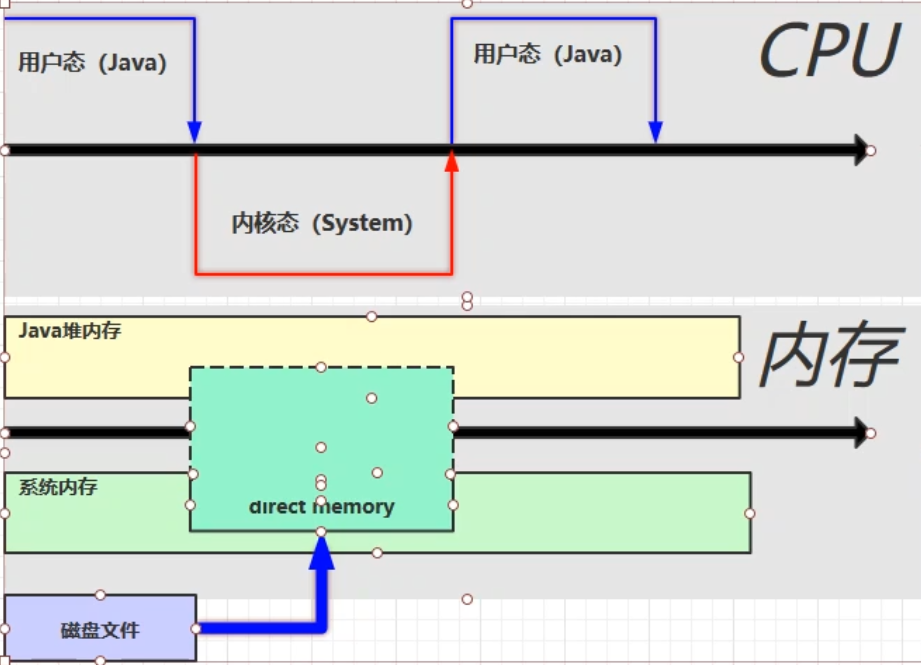 用户态（Java）
用户态（Java）
CPU
内核态（System）
Java堆内存
内存
系统内存
direct memory
磁盘文件